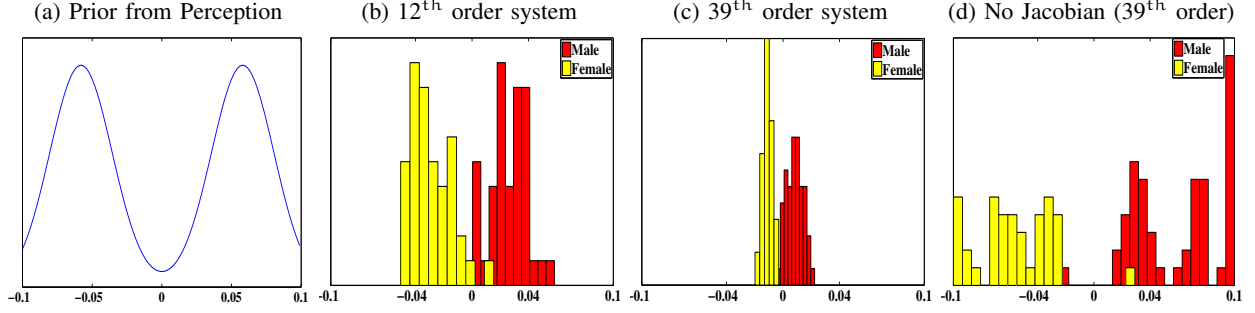 (a) Prior from Perception
(b) 12th order system
(c) 39th order system
(d) No Jacobian (39th order)
-0.1 -0.05 0 0.05 0.1
Male
Female
-0.1 -0.04 0 0.04 0.1
Male
Female
-0.1 -0.04 0 0.04 0.1
Male
Female
-0.1 -0.04 0 0.04 0.1